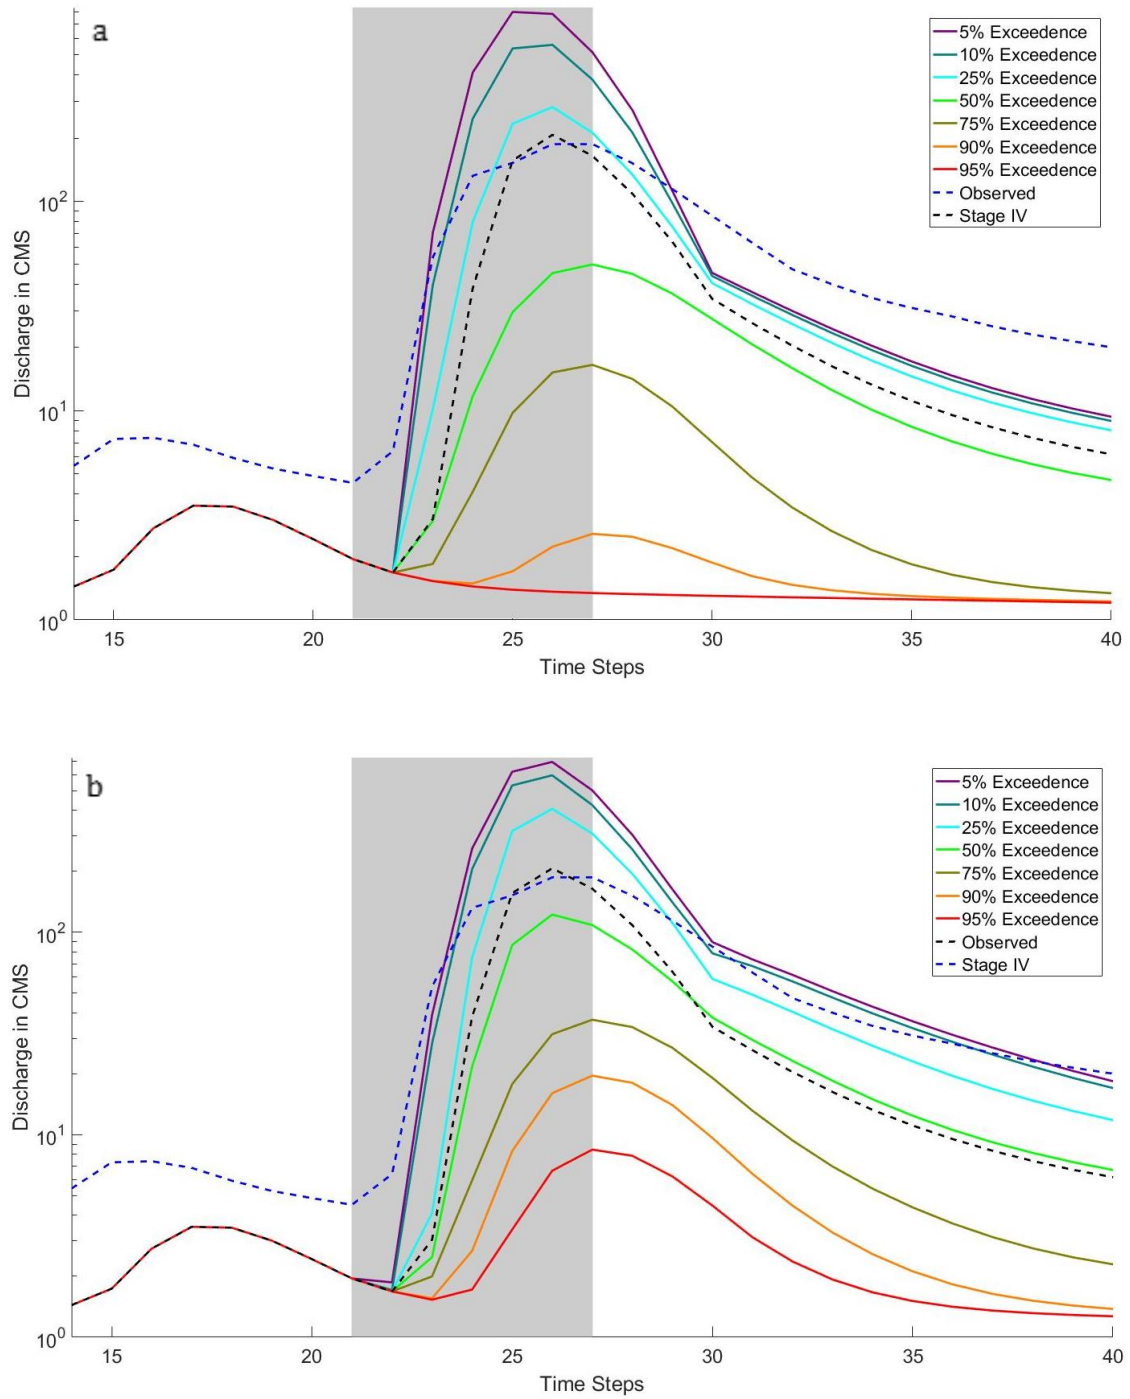 a
5% Exceedence
10% Exceedence
25% Exceedence
50% Exceedence
75% Exceedence
90% Exceedence
95% Exceedence
Observed
Stage IV
Discharge in CMS
10^2
10^1
10^0
15 20 25 30 35 40
Time Steps
b
5% Exceedence
10% Exceedence
25% Exceedence
50% Exceedence
75% Exceedence
90% Exceedence
95% Exceedence
Observed
Stage IV
Discharge in CMS
10^2
10^1
10^0
15 20 25 30 35 40
Time Steps